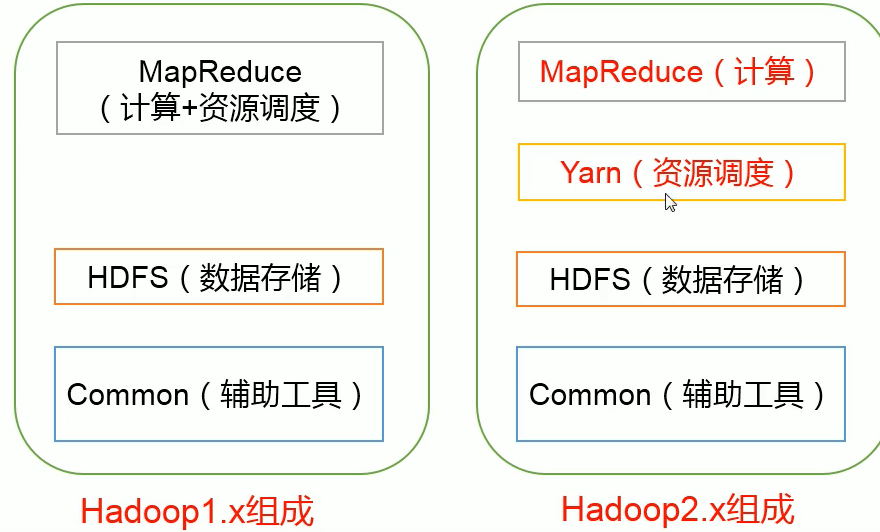 MapReduce
（计算+资源调度）
HDFS（数据存储）
Common（辅助工具）
Hadoop1.x组成
MapReduce（计算）
Yarn（资源调度）
HDFS（数据存储）
Common（辅助工具）
Hadoop2.x组成